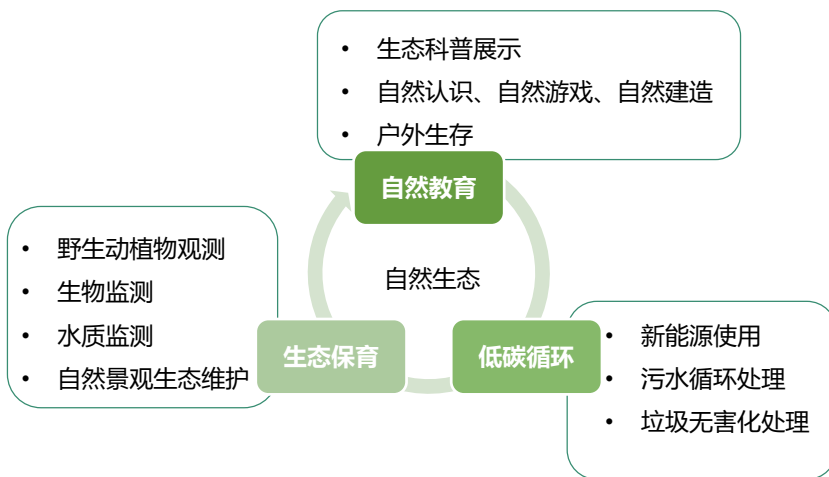 • 生态科普展示
• 自然认识、自然游戏、自然建造
• 户外生存
自然教育
自然生态
• 野生动植物观测
• 生物监测
• 水质监测
• 自然景观生态维护
生态保育
低碳循环
• 新能源使用
• 污水循环处理
• 垃圾无害化处理